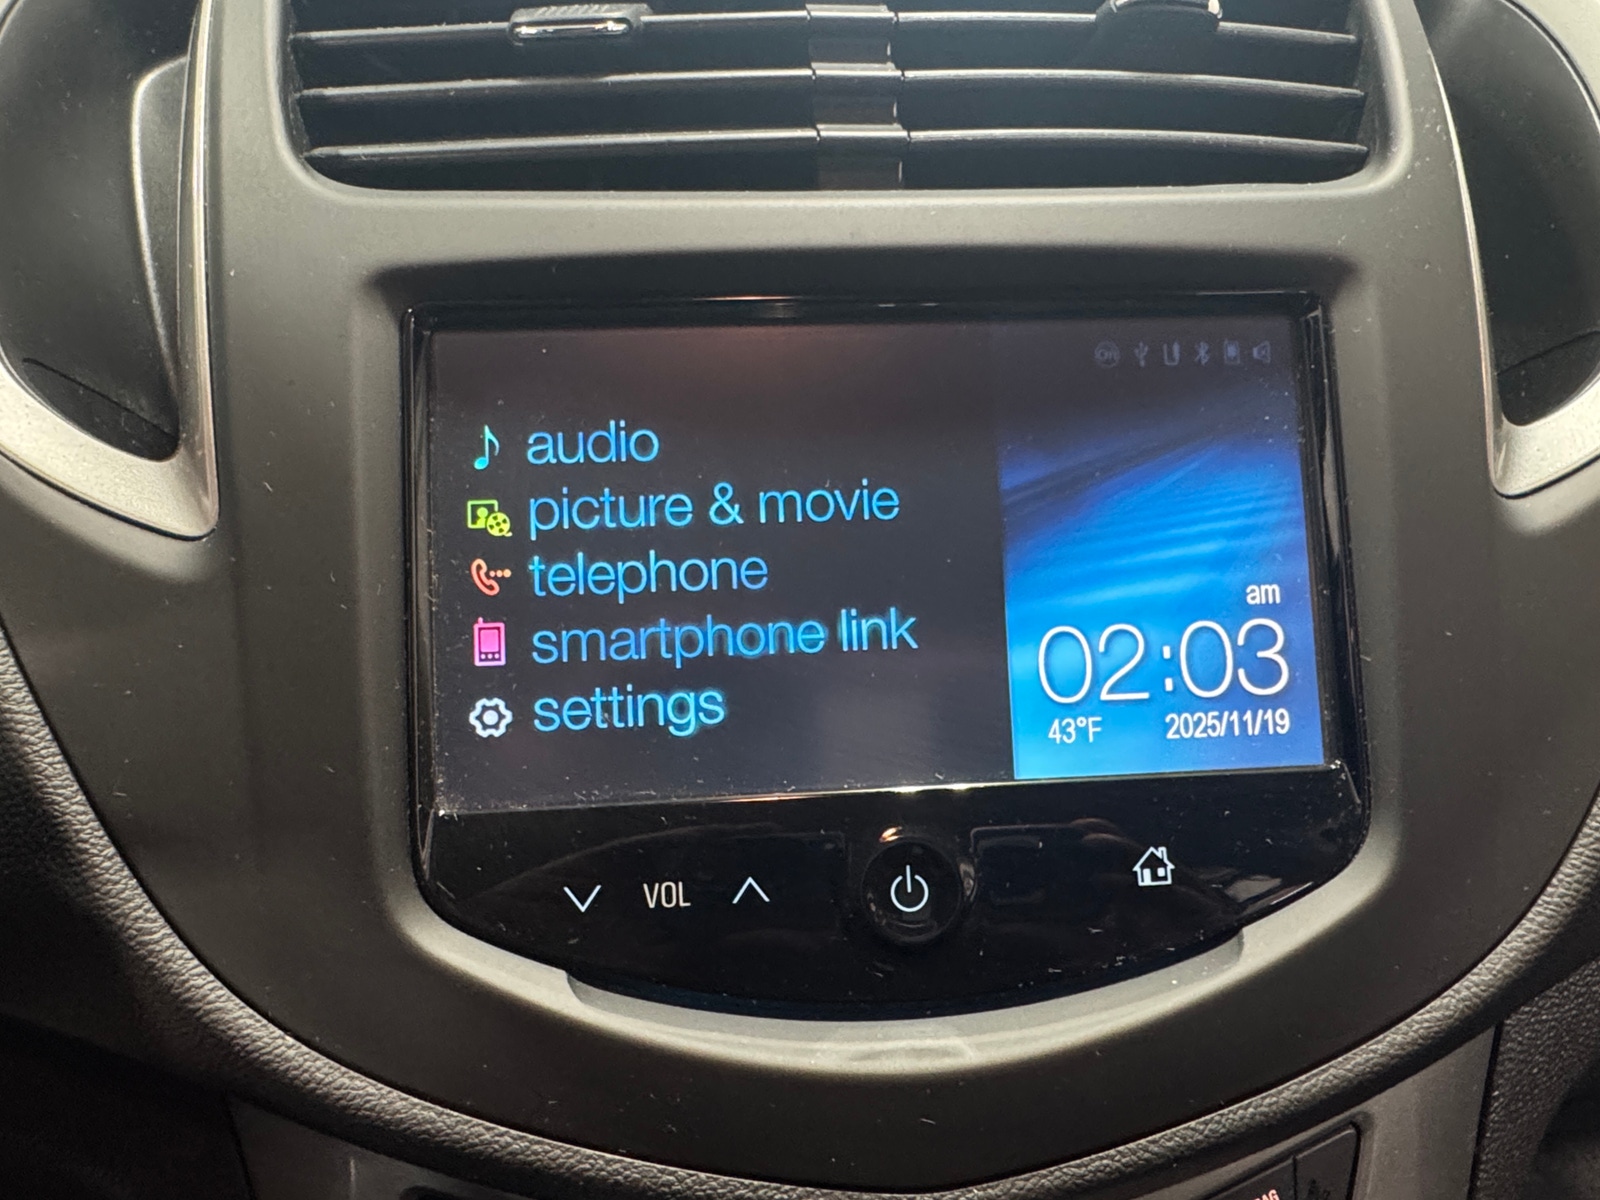 audio
picture & movie
telephone
smartphone link
settings
am
02:03
43°F 2025/11/19
VOL